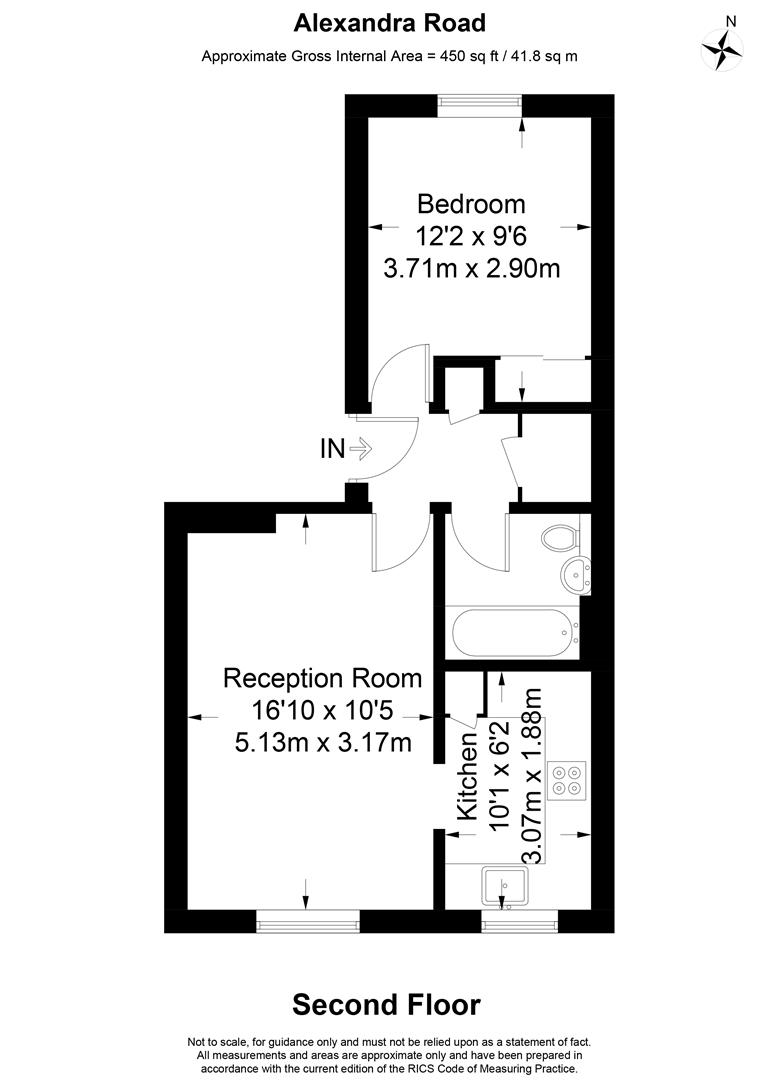 Alexandra Road
Approximate Gross Internal Area = 450 sq ft / 41.8 sq m
N
Bedroom
12'2 x 9'6
3.71m x 2.90m
IN
Reception Room
16'10 x 10'5
5.13m x 3.17m
Kitchen
10'1 x 6'2
3.07m x 1.88m
Second Floor
Not to scale, for guidance only and must not be relied upon as a statement of fact.
All measurements and areas are approximate only and have been prepared in
accordance with the current edition of the RICS Code of Measuring Practice.